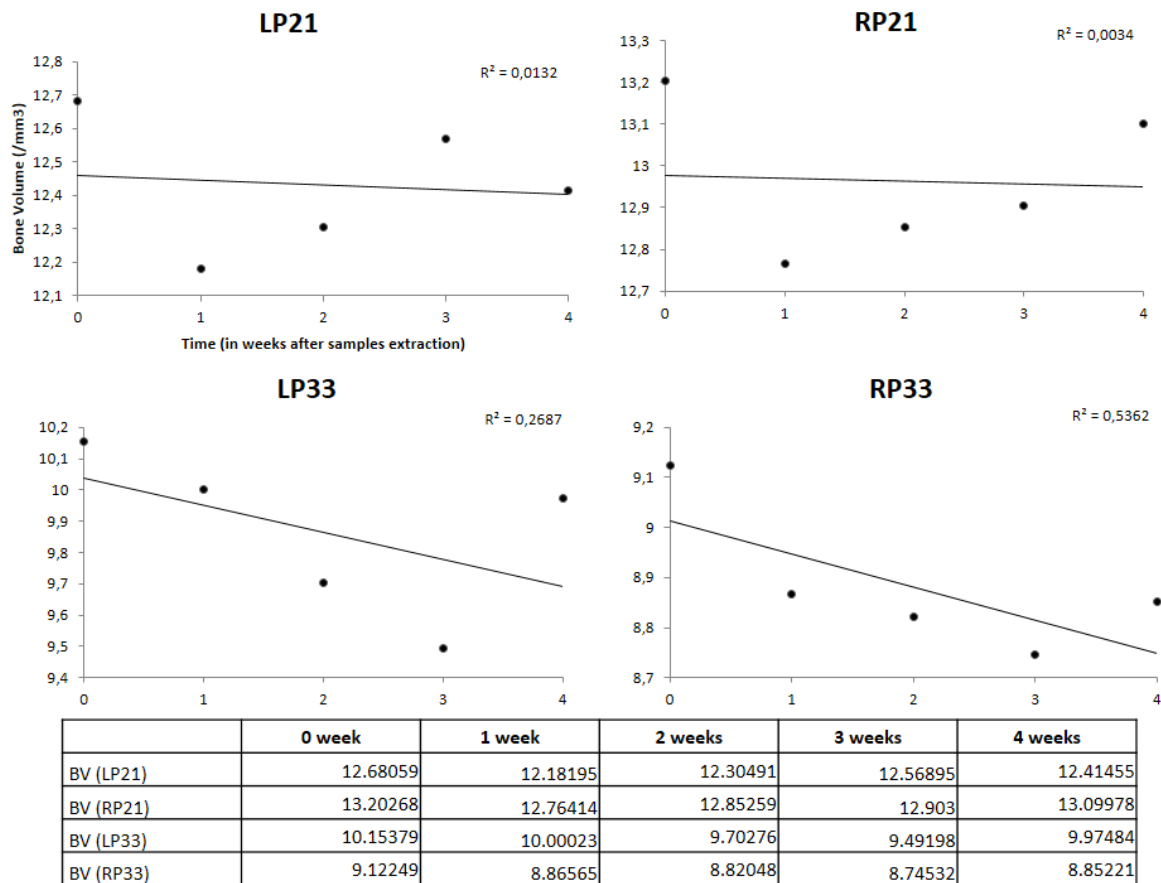 LP21
R² = 0,0132
12,8
12,7
12,6
12,5
12,4
12,3
12,2
12,1
Bone Volume (/mm3)
0 1 2 3 4
Time (in weeks after samples extraction)
RP21
R² = 0,0034
13,3
13,2
13,1
13
12,9
12,8
12,7
0 1 2 3 4
LP33
R² = 0,2687
10,2
10,1
10
9,9
9,8
9,7
9,6
9,5
9,4
0 1 2 3 4
RP33
R² = 0,5362
9,2
9,1
9
8,9
8,8
8,7
0 1 2 3 4
0 week 1 week 2 weeks 3 weeks 4 weeks
BV (LP21) 12.68059 12.18195 12.30491 12.56895 12.41455
BV (RP21) 13.20268 12.76414 12.85259 12.903 13.09978
BV (LP33) 10.15379 10.00023 9.70276 9.49198 9.97484
BV (RP33) 9.12249 8.86565 8.82048 8.74532 8.85221